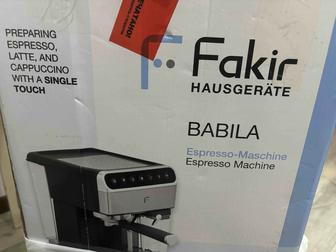 PREPARING
ESPRESSO,
LATTE, AND
CAPPUCCINO
WITH A SINGLE
TOUCH
Fakir
HAUSGERÄTE
BABILA
Espresso-Maschine
Espresso Machine